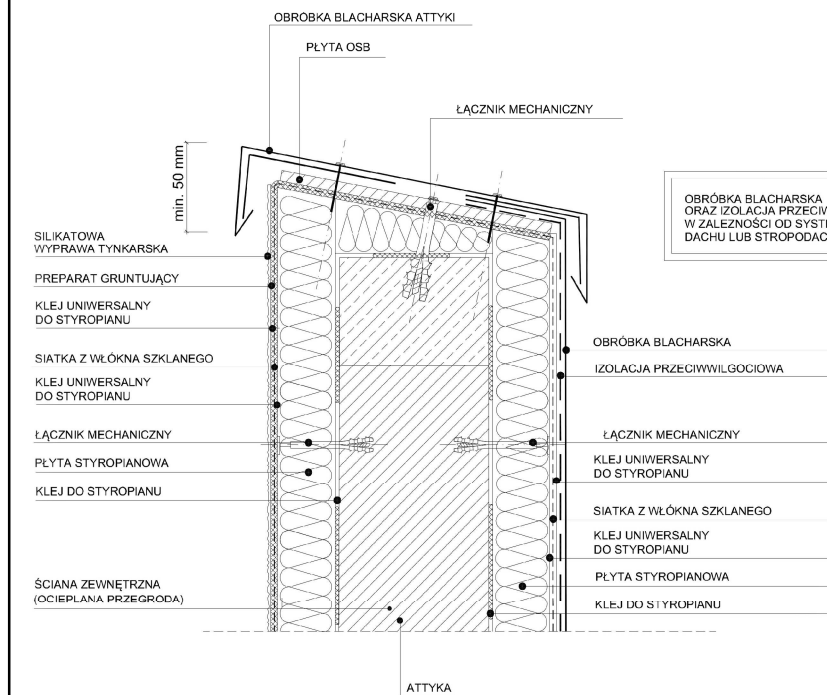 OBRÓBKA BLACHARSKA ATTYKI
PŁYTA OSB
ŁĄCZNIK MECHANICZNY
min. 50 mm
OBRÓBKA BLACHARSKA
ORAZ IZOLACJA
W ZALEŻNOŚCI OD
DACHU LUB
SILIKATOWA
WYPRAWA TYNKARSKA
PREPARAT GRUNTUJĄCY
KLEJ UNIWERSALNY
DO STYROPIANU
SIATKA Z WŁÓKNA SZKLANEGO
KLEJ UNIWERSALNY
DO STYROPIANU
ŁĄCZNIK MECHANICZNY
PŁYTA STYROPIANOWA
KLEJ DO STYROPIANU
ŚCIANA ZEWNĘTRZNA
(OCIEPLANA PRZEGRODA)
OBRÓBKA BLACHARSKA
IZOLACJA PRZECIWWILGOCIOWA
ŁĄCZNIK MECHANICZNY
KLEJ UNIWERSALNY
DO STYROPIANU
SIATKA Z WŁÓKNA SZKLANEGO
KLEJ UNIWERSALNY
DO STYROPIANU
PŁYTA STYROPIANOWA
KLEJ DO STYROPIANU
ATTYKA